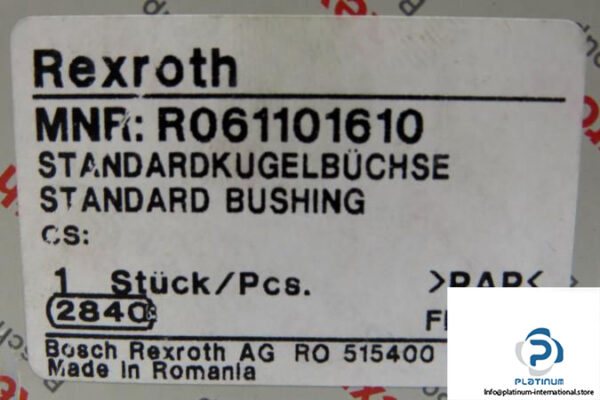 Rexroth
MNR: R061101610
STANDARDKUGELBÜCHSE
STANDARD BUSHING
CS:
1 Stück/Pcs. >PAP<
Bosch Rexroth AG RO 515400
Made in Romania
PLATINUM
Info@platinum-international.store